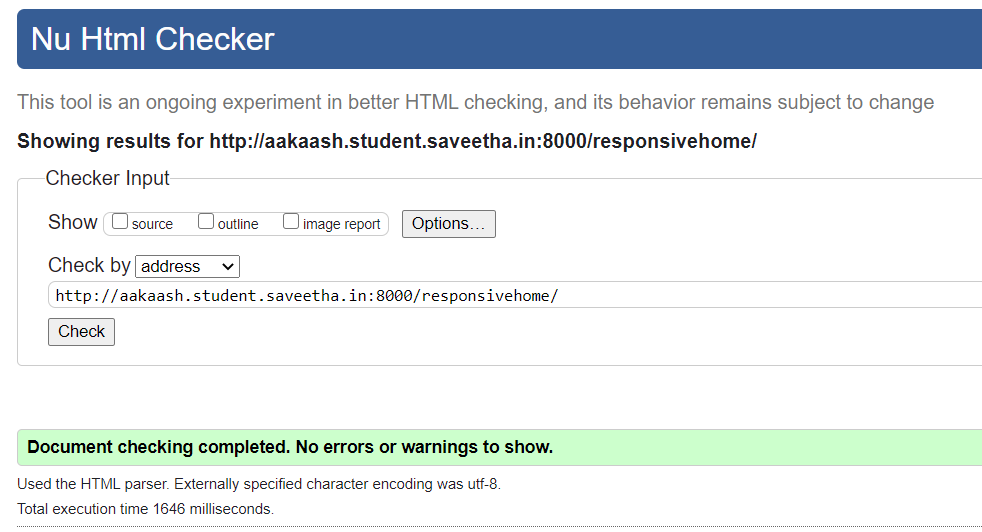 Nu Html Checker
This tool is an ongoing experiment in better HTML checking, and its behavior remains subject to change
Showing results for http://aakaash.student.saveetha.in:8000/responsivehome/
Checker Input
Show source outline image report Options...
Check by address
http://aakaash.student.saveetha.in:8000/responsivehome/
Check
Document checking completed. No errors or warnings to show.
Used the HTML parser. Externally specified character encoding was utf-8.
Total execution time 1646 milliseconds.